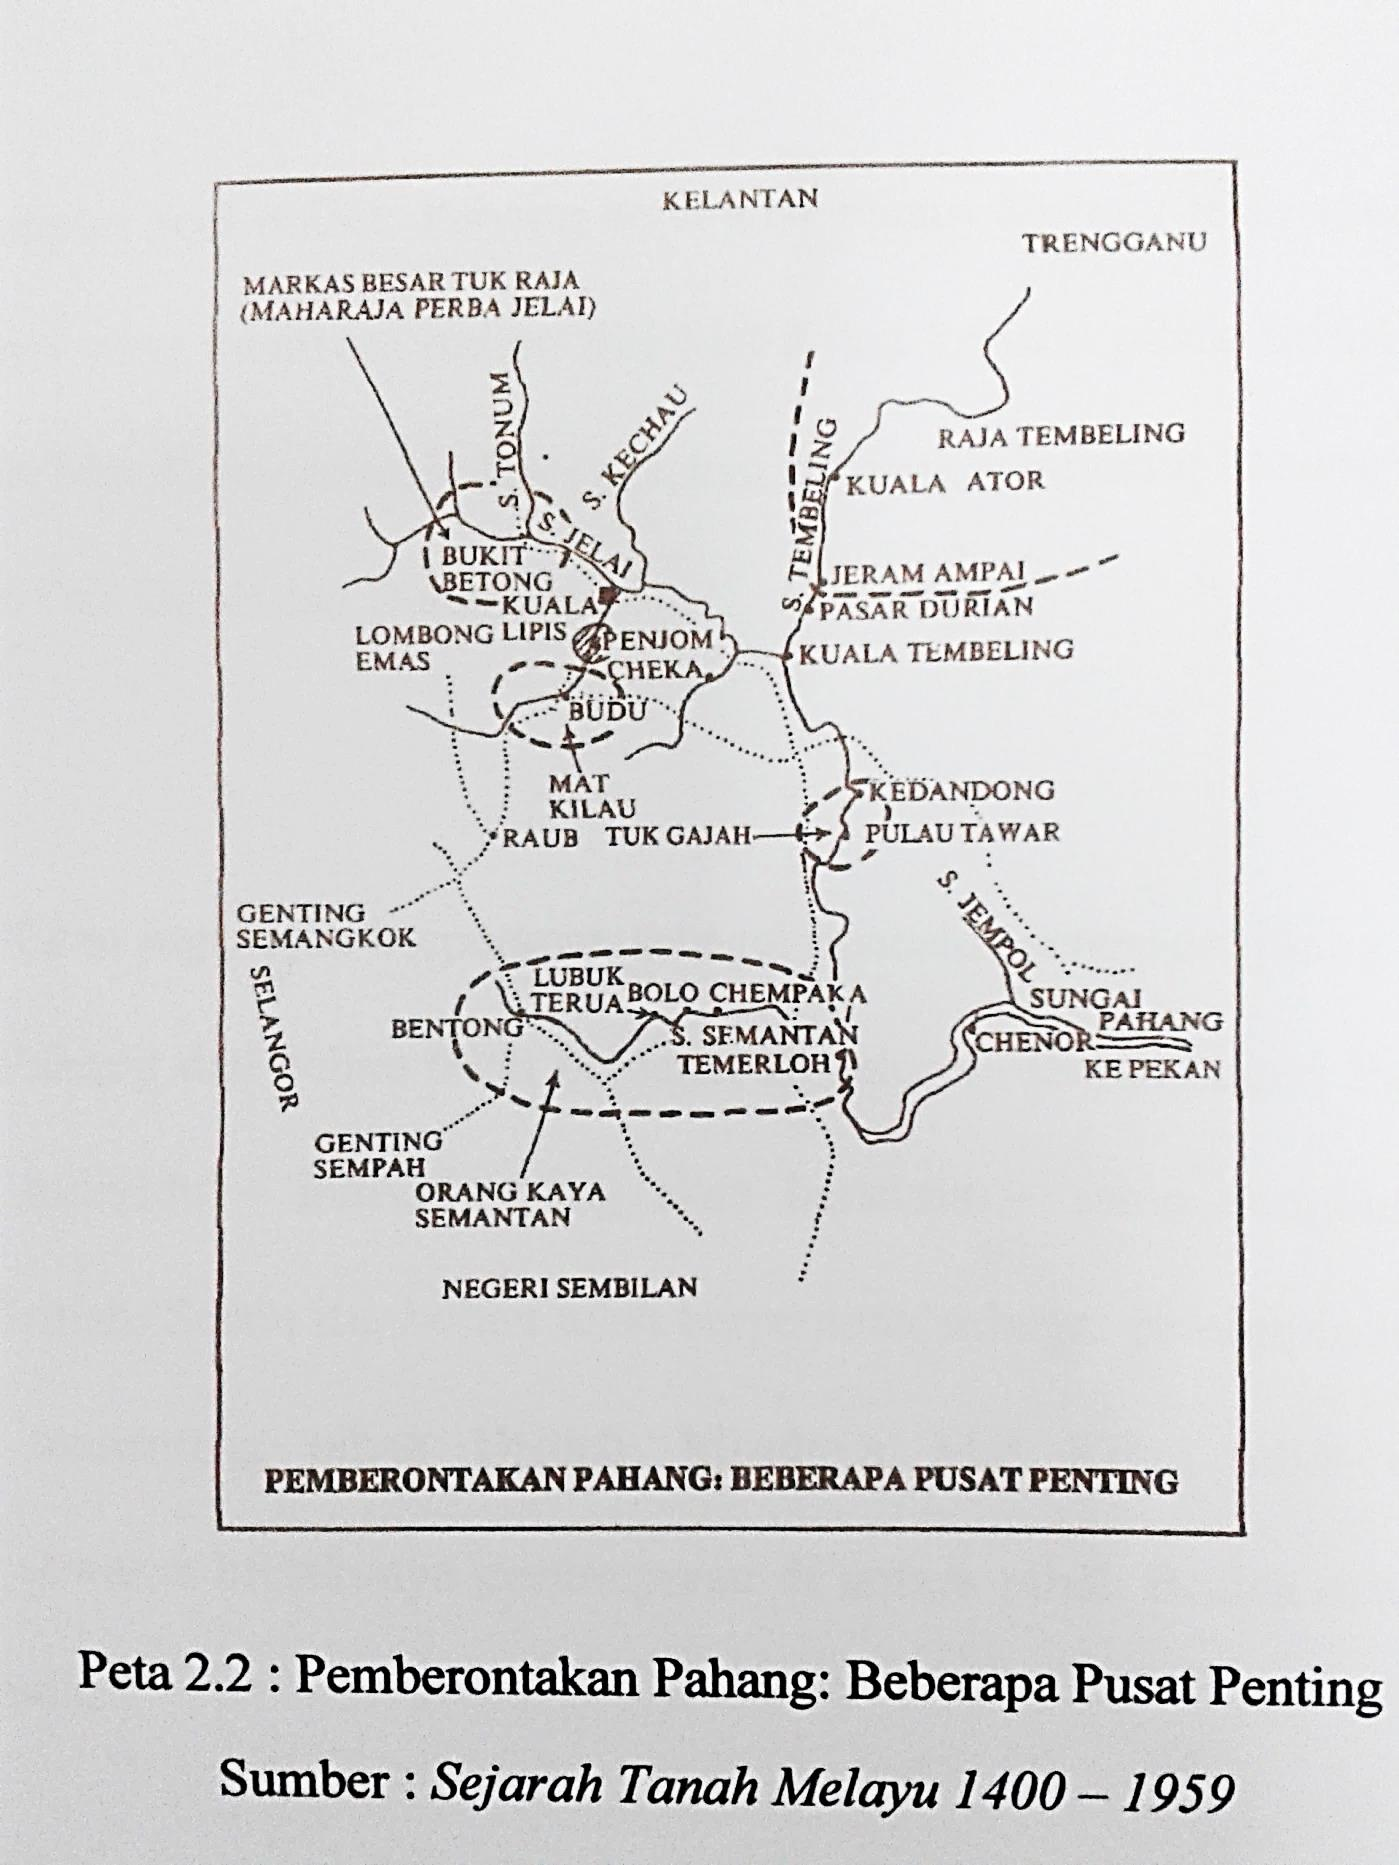 KELANTAN
TRENGGANU
MARKAS BESAR TUK RAJA
(MAHARAJA PERBA JELAI)
S. TONUM
S. KECHAU
S. TEMBELING
RAJA TEMBELING
KUALA ATOR
S. JELAI
BUKIT
BETONG
JERAM AMPAI
PASAR DURIAN
KUALA
LIPIS
LOMBONG
EMAS
PENJOM
KUALA TEMBELING
CHEKA
BUDU
MAT
KILAU
KEDANDONG
RAUB
TUK GAJAH
PULAU TAWAR
S. JEMPOL
GENTING
SEMANGKOK
SELANGOR
LUBUK
TERUA
BOLO CHEMPAKA
BENTONG
S. SEMANTAN
TEMERLOH
SUNGAI
PAHANG
CHENOR
KE PEKAN
GENTING
SEMPAH
ORANG KAYA
SEMANTAN
NEGERI SEMBILAN
PEMBERONTAKAN PAHANG: BEBERAPA PUSAT PENTING
Peta 2.2 : Pemberontakan Pahang: Beberapa Pusat Penting
Sumber : Sejarah Tanah Melayu 1400 – 1959